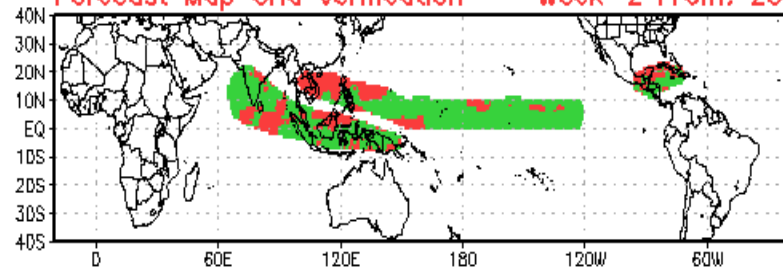 Forecast Map and Verification Week 2 From:
40N
30N
20N
10N
EQ
10S
20S
30S
40S
0 60E 120E 180 120W 60W